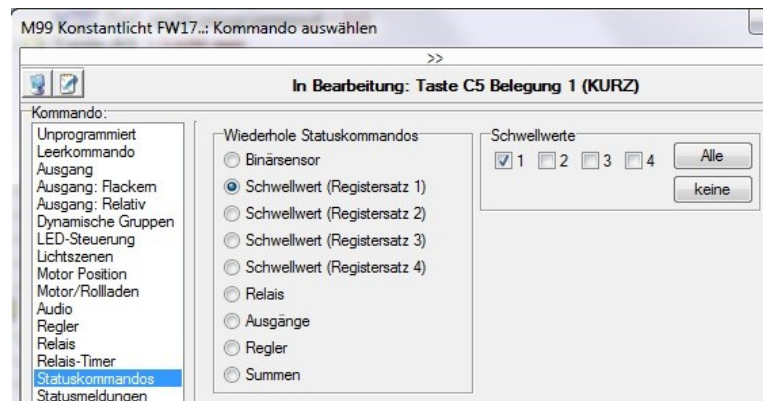 M99 Konstantlicht FW17..: Kommando auswählen
>>
In Bearbeitung: Taste C5 Belegung 1 (KURZ)
Kommando:
Unprogrammiert
Leerkommando
Ausgang
Ausgang: Flackern
Ausgang: Relativ
Dynamische Gruppen
LED-Steuerung
Lichtszenen
Motor Position
Motor/Rollladen
Audio
Regler
Relais
Relais-Timer
Statuskommandos
Statusmeldungen
Wiederhole Statuskommandos
Binärsensor
Schwellwert (Registersatz 1)
Schwellwert (Registersatz 2)
Schwellwert (Registersatz 3)
Schwellwert (Registersatz 4)
Relais
Ausgänge
Regler
Summen
Schwellwerte
1 2 3 4
Alle
keine